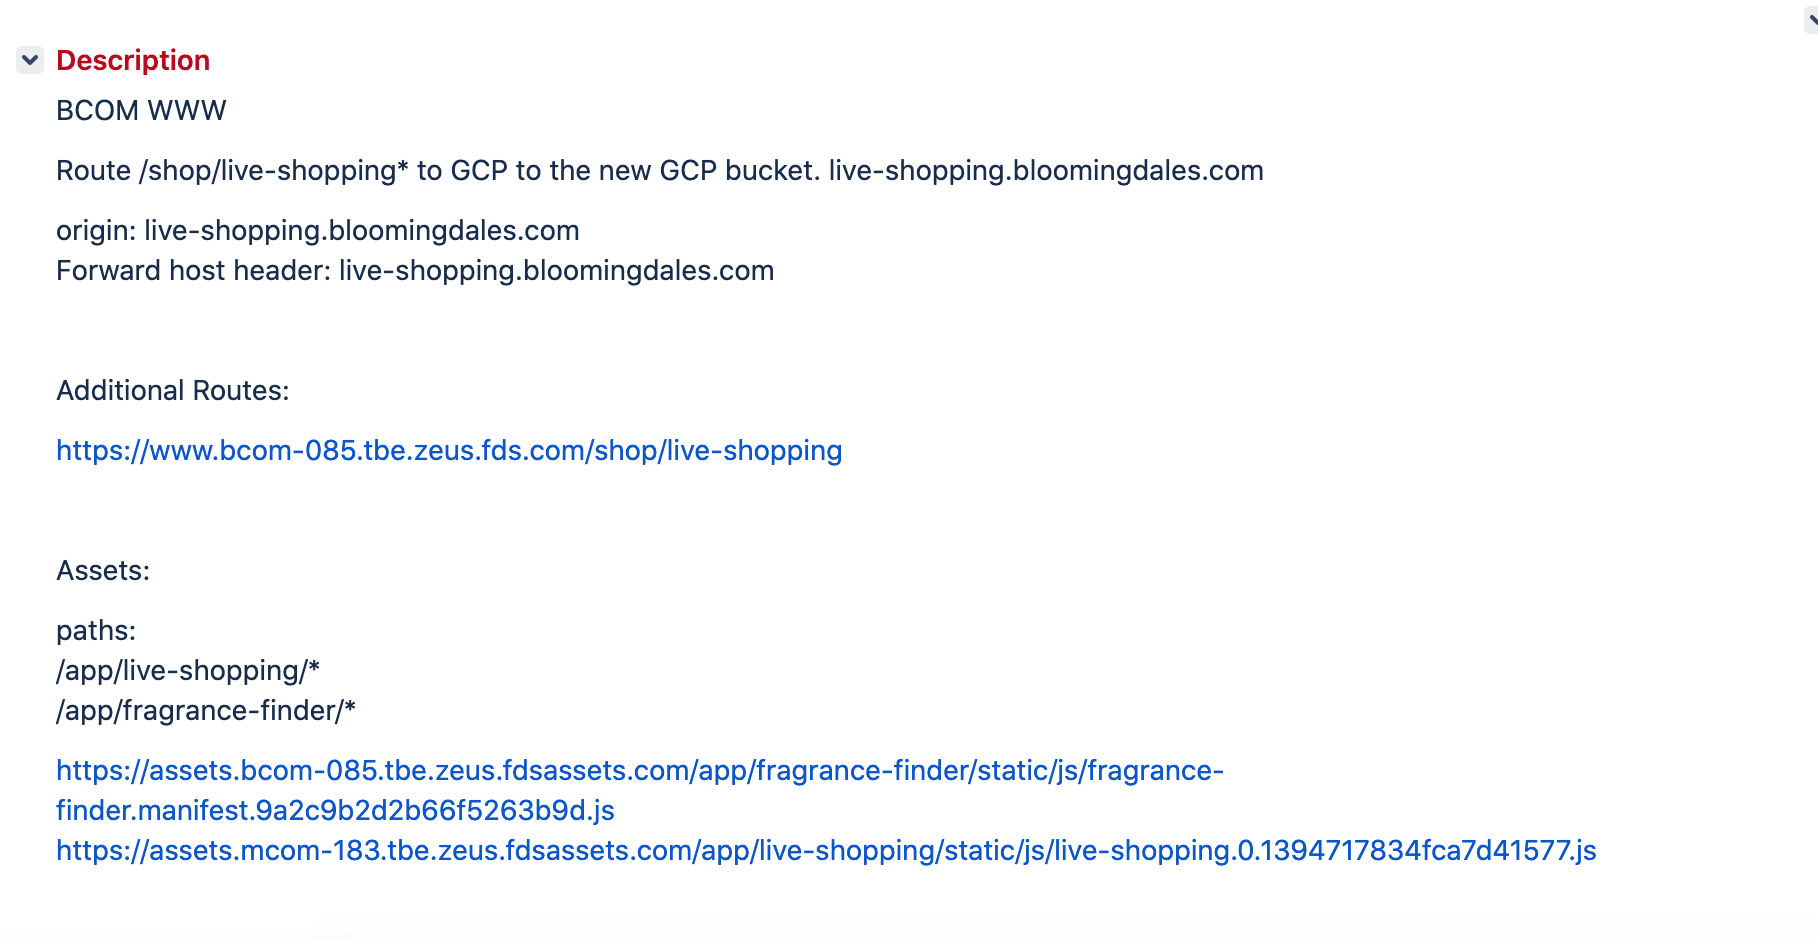 Description
BCOM WWW
Route /shop/live-shopping* to GCP to the new GCP bucket. live-shopping.bloomingdales.com
origin: live-shopping.bloomingdales.com
Forward host header: live-shopping.bloomingdales.com
Additional Routes:
https://www.bcom-085.tbe.zeus.fds.com/shop/live-shopping
Assets:
paths:
/app/live-shopping/*
/app/fragrance-finder/*
https://assets.bcom-085.tbe.zeus.fdsassets.com/app/fragrance-finder/static/js/fragrance-
finder.manifest.9a2c9b2d2b66f5263b9d.js
https://assets.mcom-183.tbe.zeus.fdsassets.com/app/live-shopping/static/js/live-shopping.0.1394717834fca7d41577.js